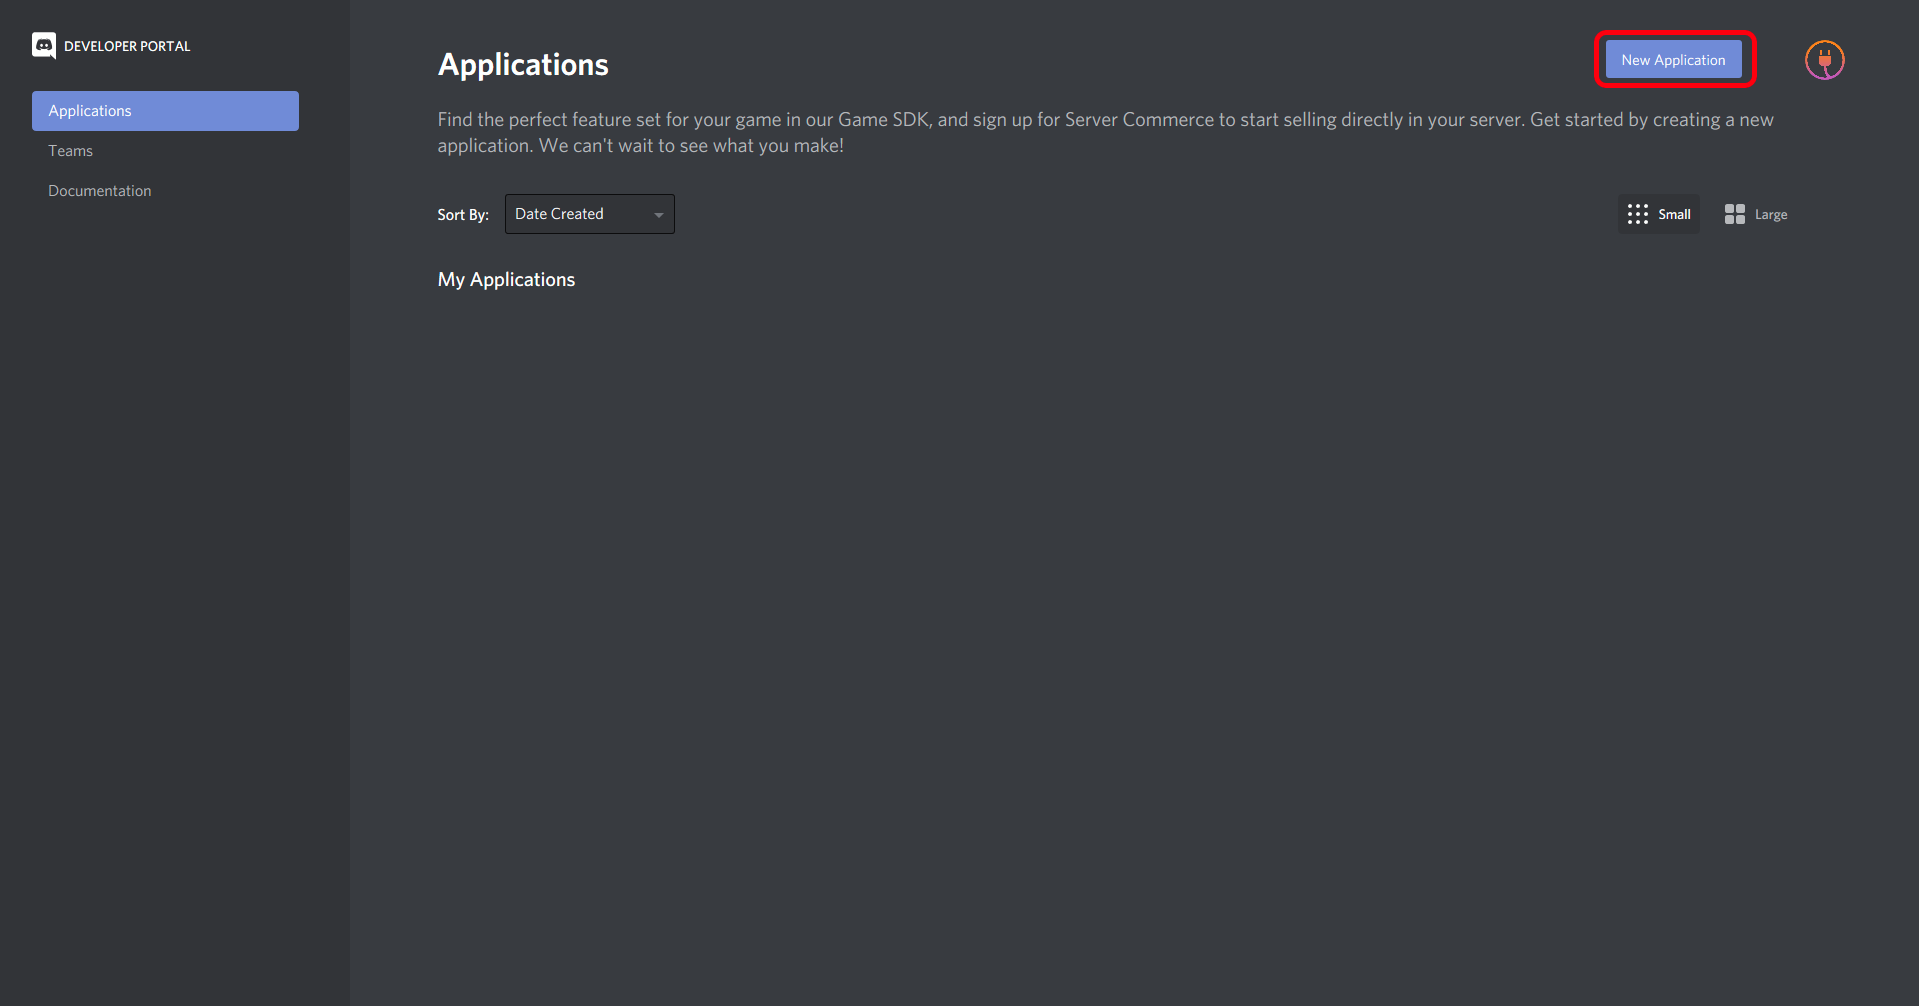 DEVELOPER PORTAL
Applications
Teams
Documentation
Applications
New Application
Find the perfect feature set for your game in our Game SDK, and sign up for Server Commerce to start selling directly in your server. Get started by creating a new
application. We can't wait to see what you make!
Sort By:
Date Created
Small
Large
My Applications